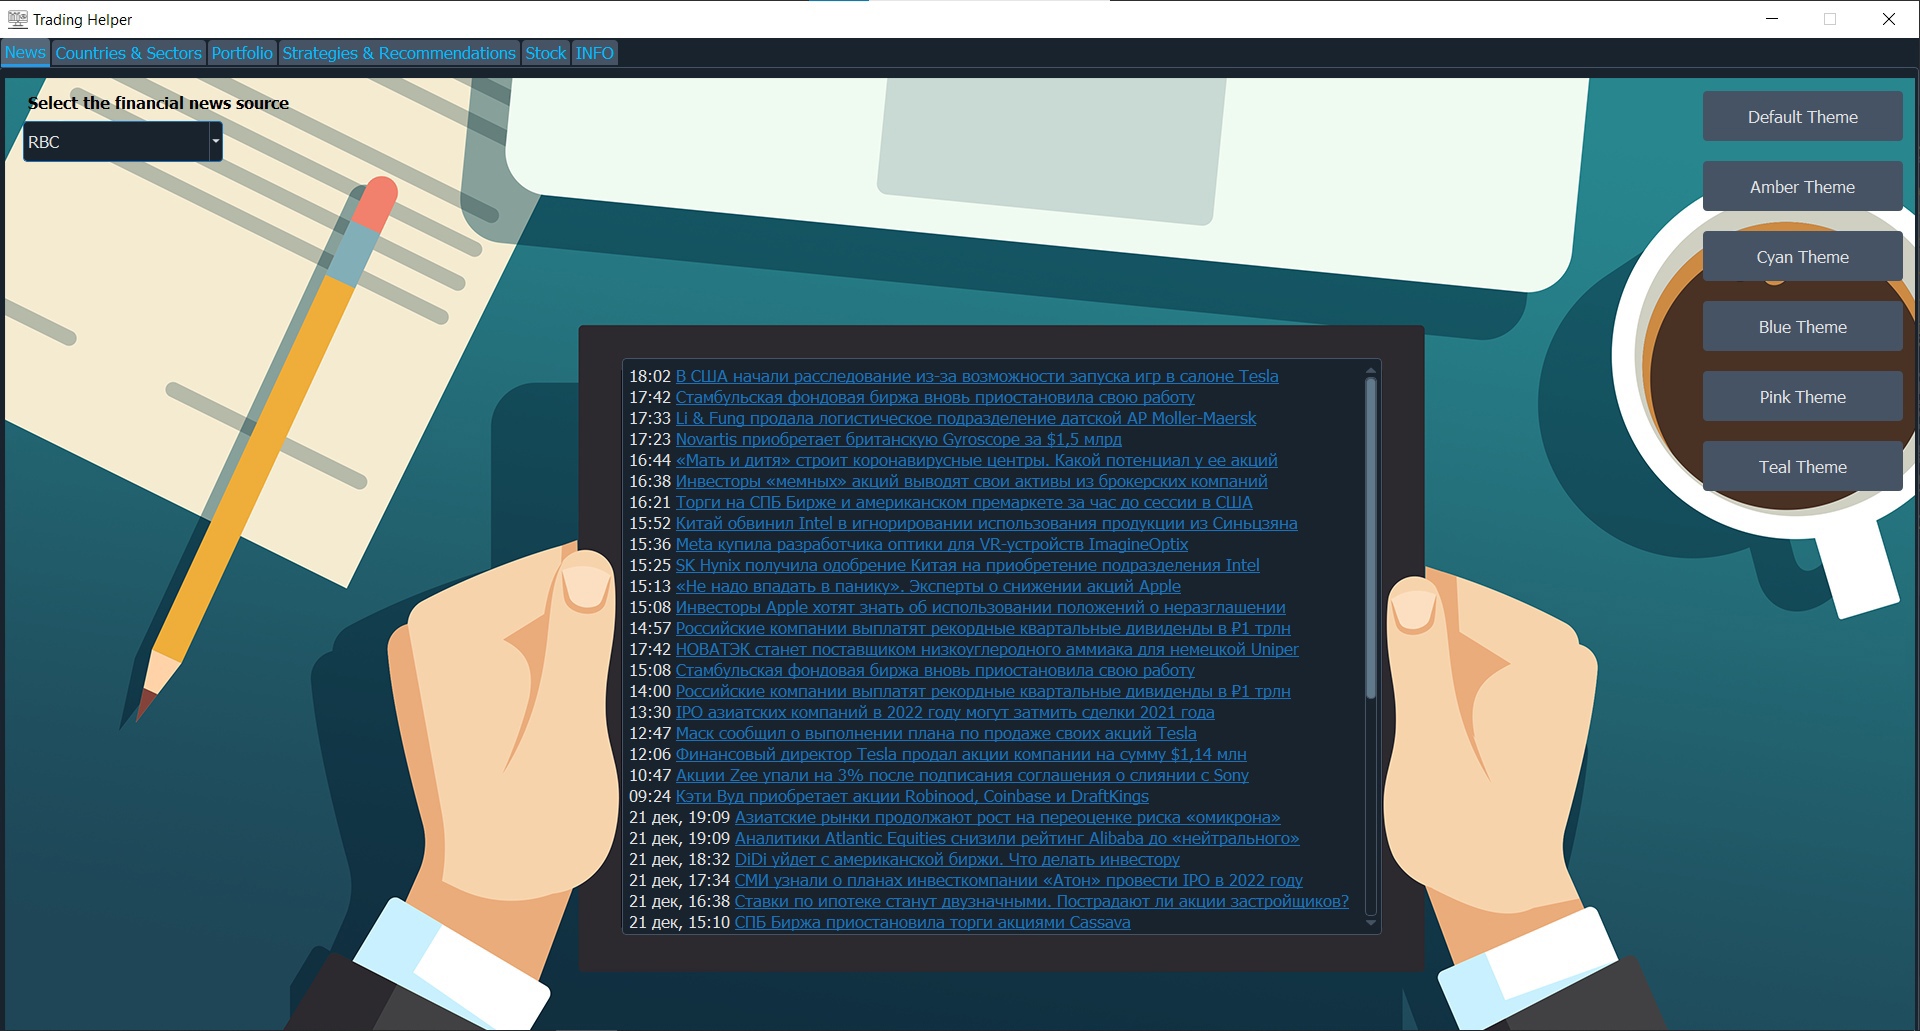 Trading Helper
News Countries & Sectors Portfolio Strategies & Recommendations Stock INFO
Select the financial news source
RBC
Default Theme
Amber Theme
Cyan Theme
Blue Theme
Pink Theme
Teal Theme
18:02 В США начали расследование из-за возможности запуска игр в салоне Tesla
17:42 Стамбульская фондовая биржа вновь приостановила свою работу
17:33 Li & Fung продала логистическое подразделение датской AP Moller-Maersk
17:23 Novartis приобретает британскую Gyroscope за $1,5 млрд
16:44 «Мать и дитя» строит коронавирусные центры. Какой потенциал у ее акций
16:38 Инвесторы «мемных» акций выводят свои активы из брокерских компаний
16:21 Торги на СПБ Бирже и американском премаркете за час до сессии в США
15:52 Китай обвинил Intel в игнорировании использования продукции из Синьцзяна
15:36 Meta купила разработчика оптики для VR-устройств ImagineOptix
15:25 SK Hynix получила одобрение Китая на приобретение подразделения Intel
15:13 «Не надо впадать в панику». Эксперты о снижении акций Apple
15:08 Инвесторы Apple хотят знать об использовании положений о неразглашении
14:57 Российские компании выплатят рекордные квартальные дивиденды в ₽1 трлн
17:42 НОВАТЭК станет поставщиком низкоуглеродного аммиака для немецкой Uniper
15:08 Стамбульская фондовая биржа вновь приостановила свою работу
14:00 Российские компании выплатят рекордные квартальные дивиденды в ₽1 трлн
13:30 IPO азиатских компаний в 2022 году могут затмить сделки 2021 года
12:47 Маск сообщил о выполнении плана по продаже своих акций Tesla
12:06 Финансовый директор Tesla продал акции компании на сумму $1,14 млн
10:47 Акции Zee упали на 3% после подписания соглашения о слиянии с Sony
09:24 Кэти Вуд приобретает акции Robinood, Coinbase и DraftKings
21 дек, 19:09 Азиатские рынки продолжают рост на переоценке риска «омикрона»
21 дек, 19:09 Аналитики Atlantic Equities снизили рейтинг Alibaba до «нейтрального»
21 дек, 18:32 DiDi уйдет с американской биржи. Что делать инвестору
21 дек, 17:34 СМИ узнали о планах инвесткомпании «Атон» провести IPO в 2022 году
21 дек, 16:38 Ставки по ипотеке станут двузначными. Пострадают ли акции застройщиков?
21 дек, 15:10 СПБ Биржа приостановила торги акциями Cassava